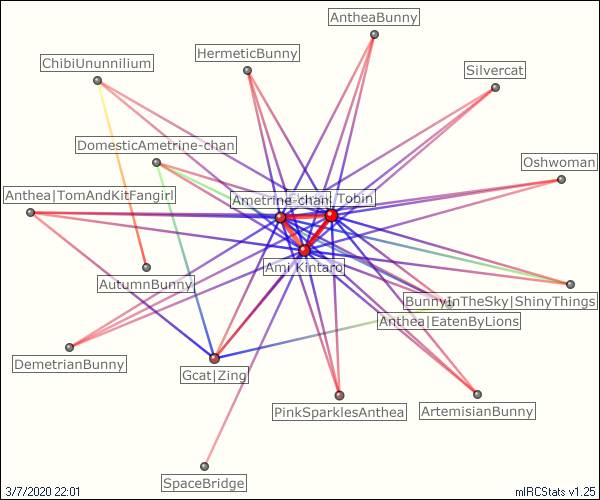 AntheaBunny
HermeticBunny
ChibiUnunnilium
Silvercat
DomesticAmetrine-chan
Oshwoman
Anthea|TomAndKitFangirl
Ametrine-chan
Tobin
Ami Kintaro
AutumnBunny
BunnyInTheSky|ShinyThings
Anthea|EatenByLions
DemetrianBunny
Gcat|Zing
PinkSparklesAnthea
ArtemisianBunny
SpaceBridge
3/7/2020 22:01
mIRCStats v1.25